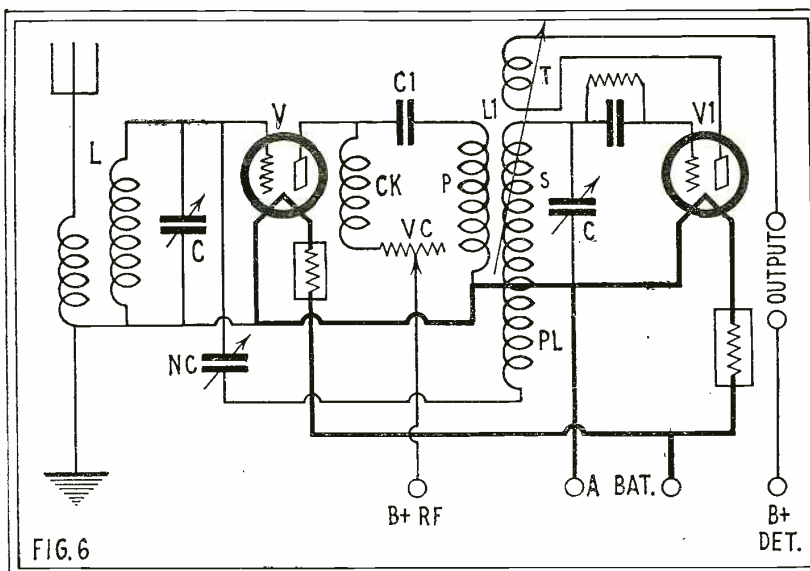 C1
L1
T
V
V1
L
CK
P
S
C
C
VC
PL
NC
OUTPUT
B+ RF
A BAT.
B+
DET.
FIG. 6